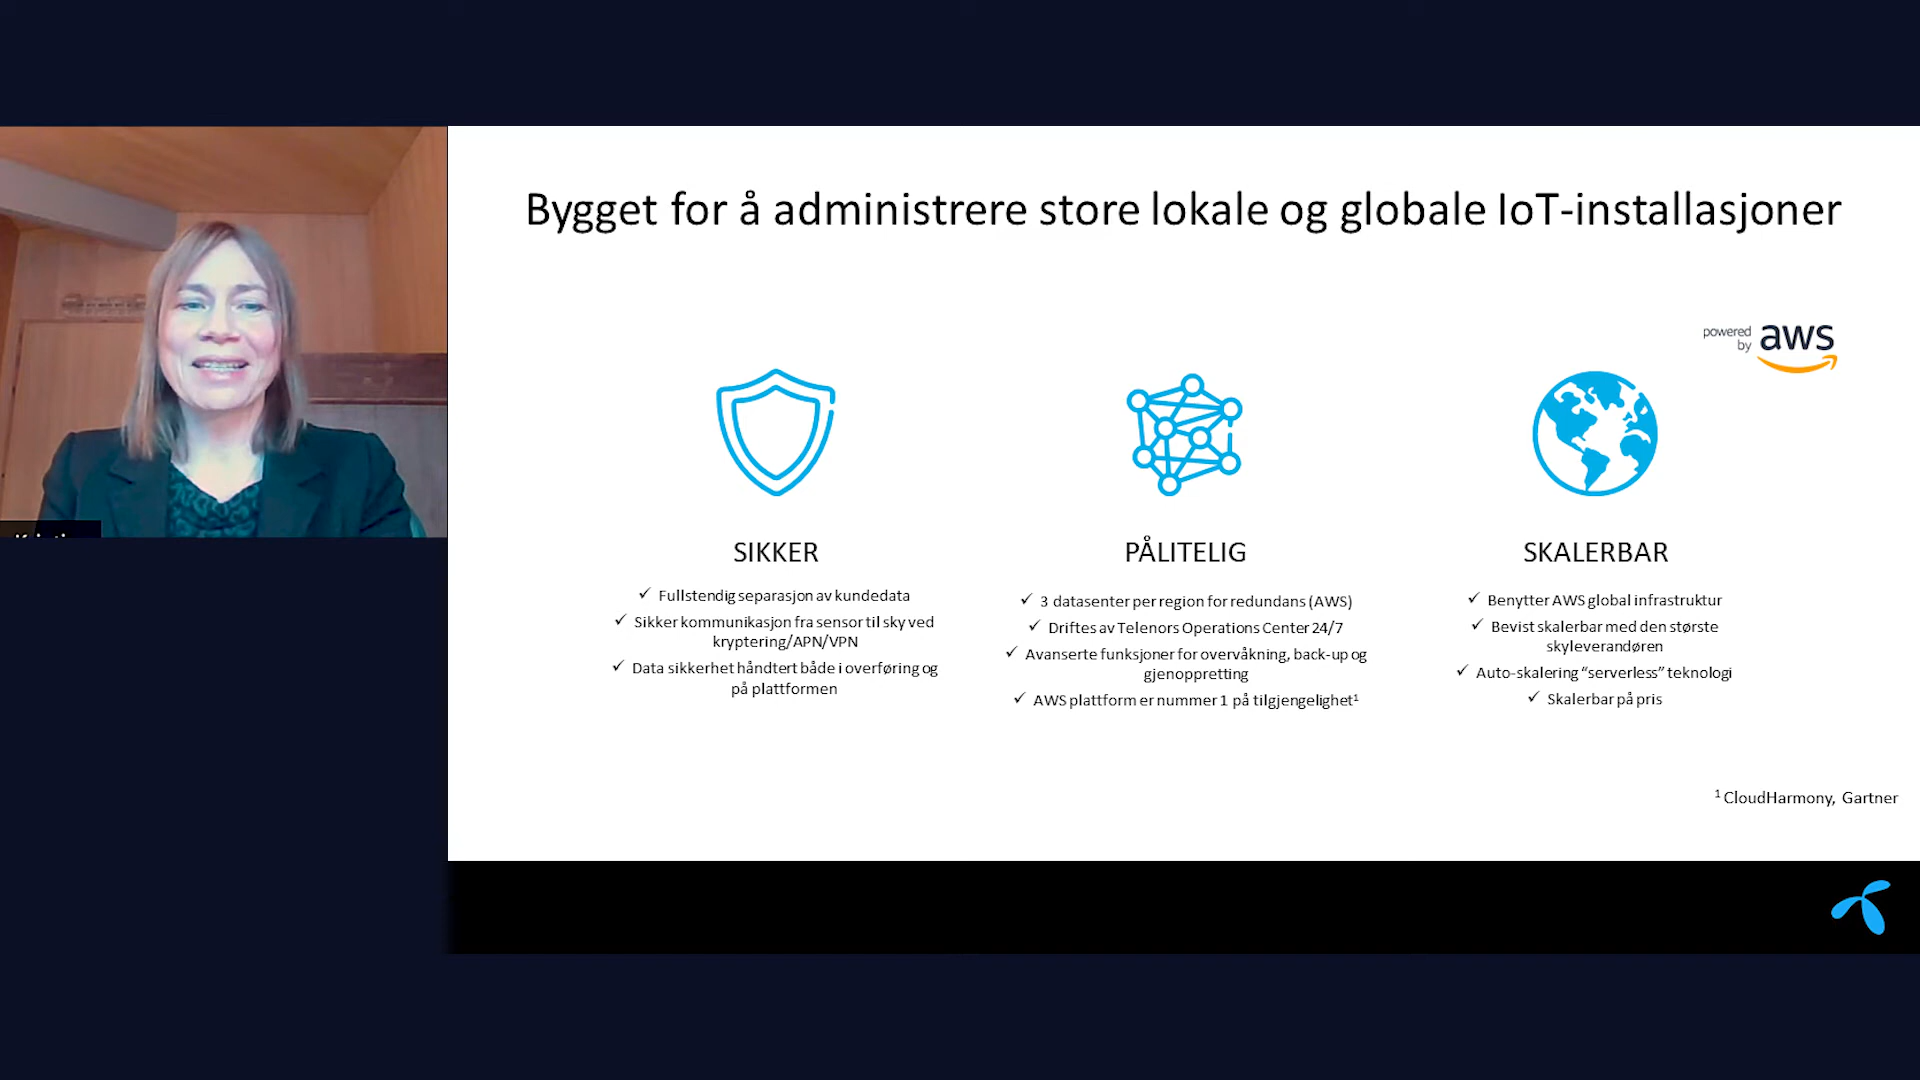 Bygget for å administrere store lokale og globale IoT-installasjoner
powered
by
aws
SIKKER
✓ Fullstendig separasjon av kundedata
✓ Sikker kommunikasjon fra sensor til sky ved
kryptering/APN/VPN
✓ Data sikkerhet håndtert både i overføring og
på plattformen
PÅLITELIG
✓ 3 datasenter per region for redundans (AWS)
✓ Driftes av Telenors Operations Center 24/7
✓ Avanserte funksjoner for overvåkning, back-up og
gjenoppretting
✓ AWS plattform er nummer 1 på tilgjengelighet¹
SKALERBAR
✓ Benytter AWS global infrastruktur
✓ Bevist skalerbar med den største
skyleverandøren
✓ Auto-skalering “serverless” teknologi
✓ Skalerbar på pris
¹ CloudHarmony, Gartner